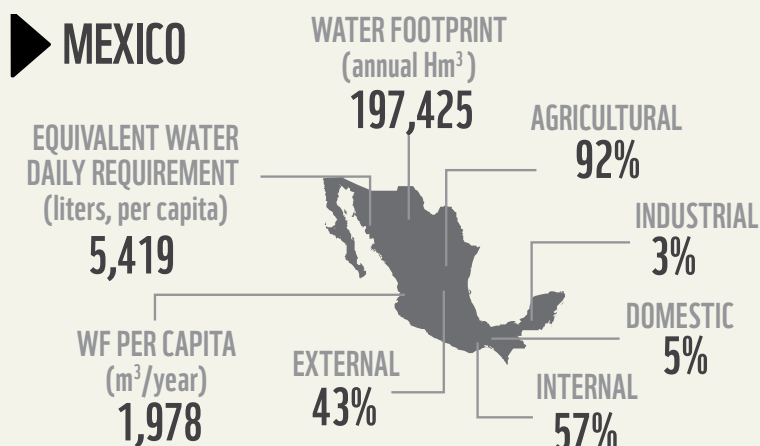 MEXICO
WATER FOOTPRINT
(annual Hm³)
197,425
EQUIVALENT WATER
DAILY REQUIREMENT
(liters, per capita)
5,419
AGRICULTURAL
92%
INDUSTRIAL
3%
DOMESTIC
5%
WF PER CAPITA
(m³/year)
1,978
EXTERNAL
43%
INTERNAL
57%